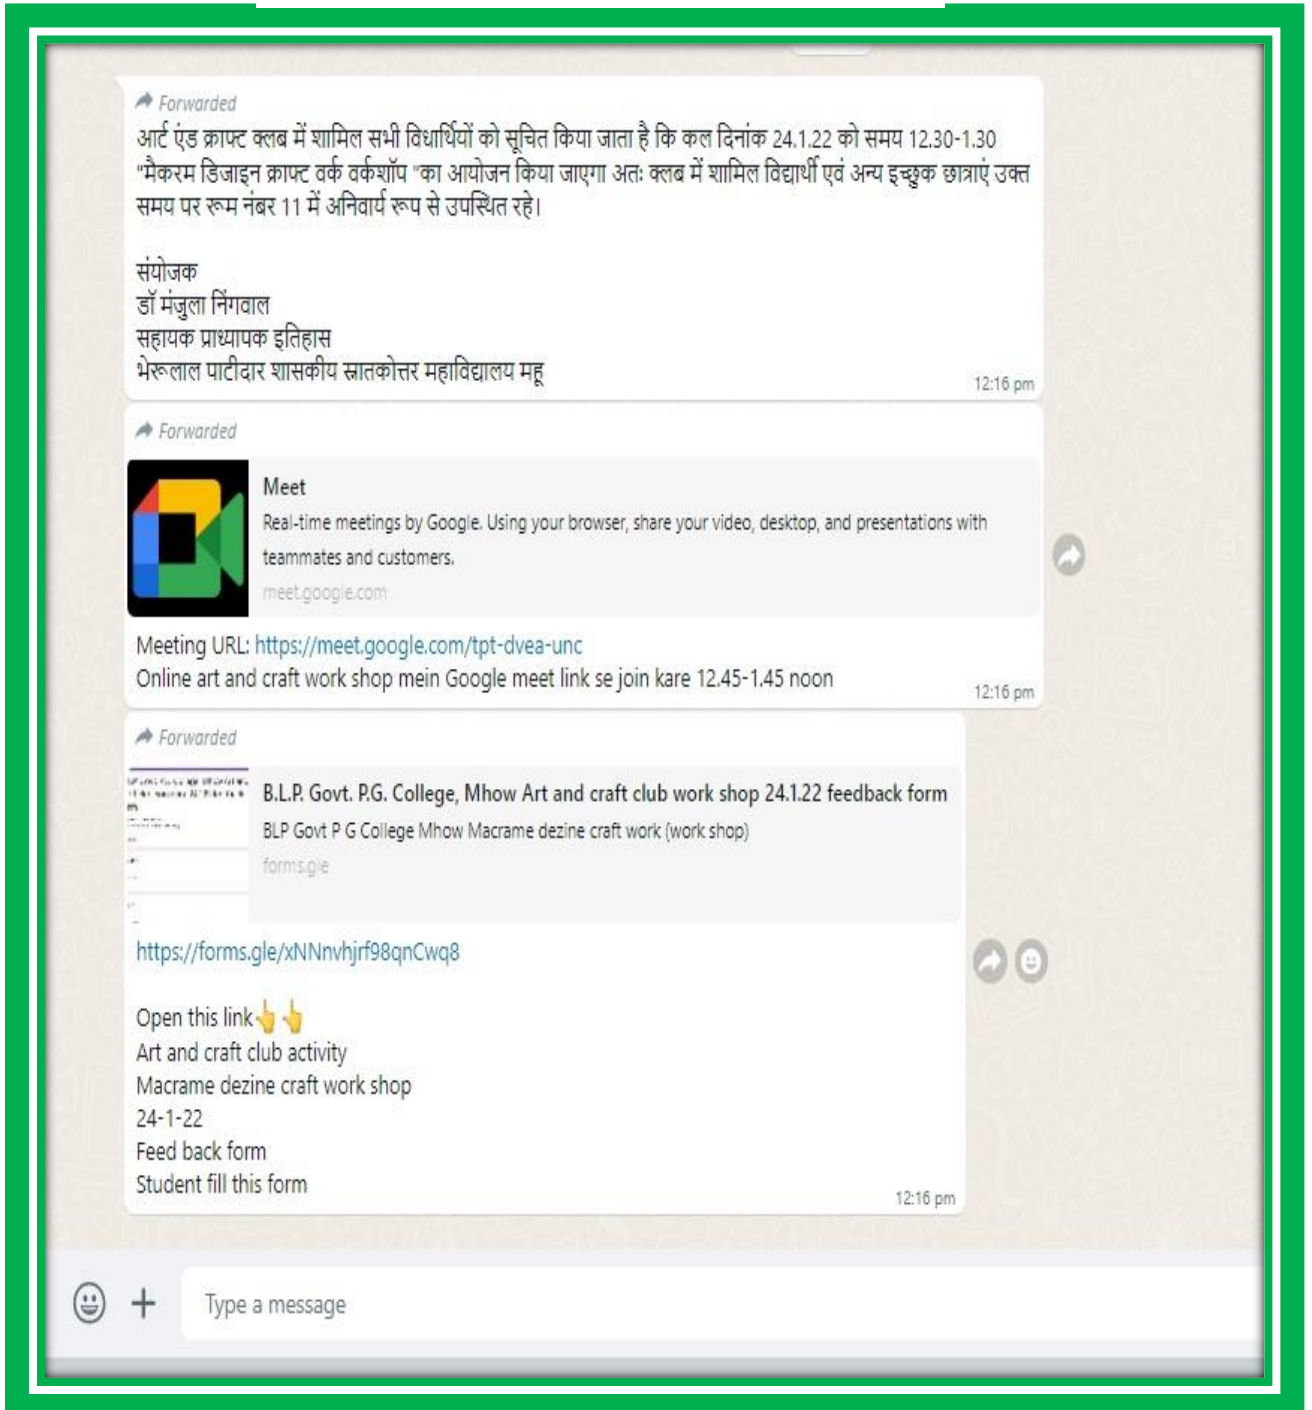 Forwarded
आर्ट एंड क्राफ्ट क्लब में शामिल सभी विधार्थियों को सूचित किया जाता है कि कल दिनांक 24.1.22 को समय 12.30-1.30
"मैकरम डिजाइन क्राफ्ट वर्क वर्कशॉप "का आयोजन किया जाएगा अतः क्लब में शामिल विद्यार्थी एवं अन्य इच्छुक छात्राएं उक्त
समय पर रूम नंबर 11 में अनिवार्य रूप से उपस्थित रहे।
संयोजक
डॉ मंजुला निंगवाल
सहायक प्राध्यापक इतिहास
भेरूलाल पाटीदार शासकीय स्नातकोत्तर महाविद्यालय महू
12:16 pm
Forwarded
Meet
Real-time meetings by Google. Using your browser, share your video, desktop, and presentations with
teammates and customers.
meet.google.com
Meeting URL: https://meet.google.com/tpt-dvea-unc
Online art and craft work shop mein Google meet link se join kare 12.45-1.45 noon
12:16 pm
Forwarded
B.L.P. Govt. P.G. College, Mhow Art and craft club work shop 24.1.22 feedback form
BLP Govt P G College Mhow Macrame dezine craft work (work shop)
forms.gle
https://forms.gle/xNNnvhjrf98qnCwq8
Open this link👆👆
Art and craft club activity
Macrame dezine craft work shop
24-1-22
Feed back form
Student fill this form
12:16 pm
Type a message